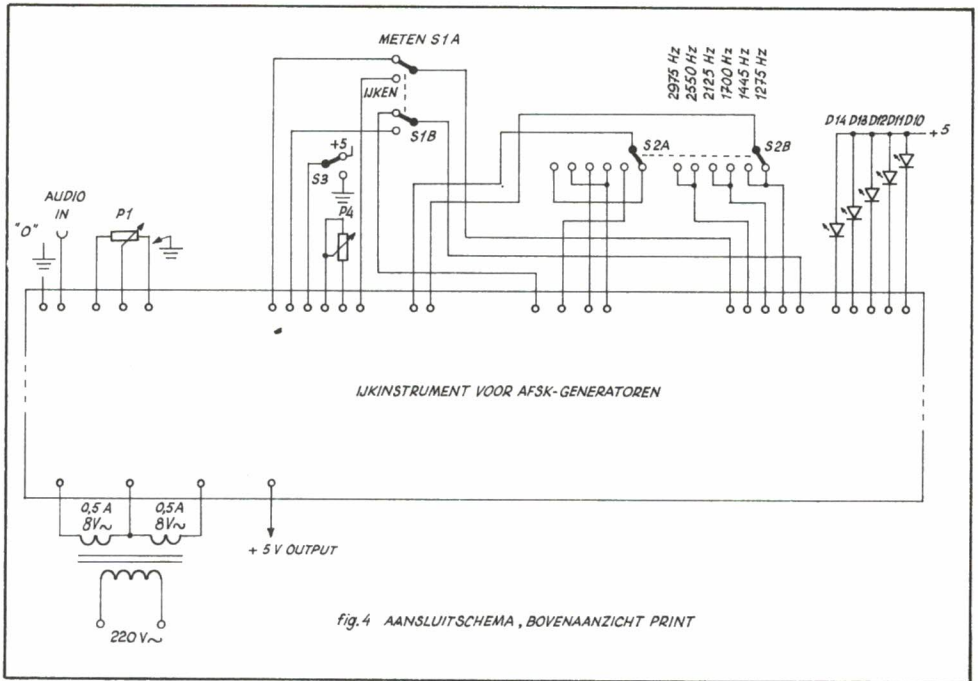 METEN S1A
IJKEN
S1B
+5
S3
P4
AUDIO
IN
"0"
P1
2975 Hz
2550 Hz
2125 Hz
1700 Hz
1445 Hz
1275 Hz
S2A
S2B
D14 D13 D12 D11 D10
+5
IJKINSTRUMENT VOOR AFSK-GENERATOREN
0,5 A 0,5 A
8V~ 8V~
+ 5 V OUTPUT
220 V~
fig.4 AANSLUITSCHEMA, BOVENAANZICHT PRINT